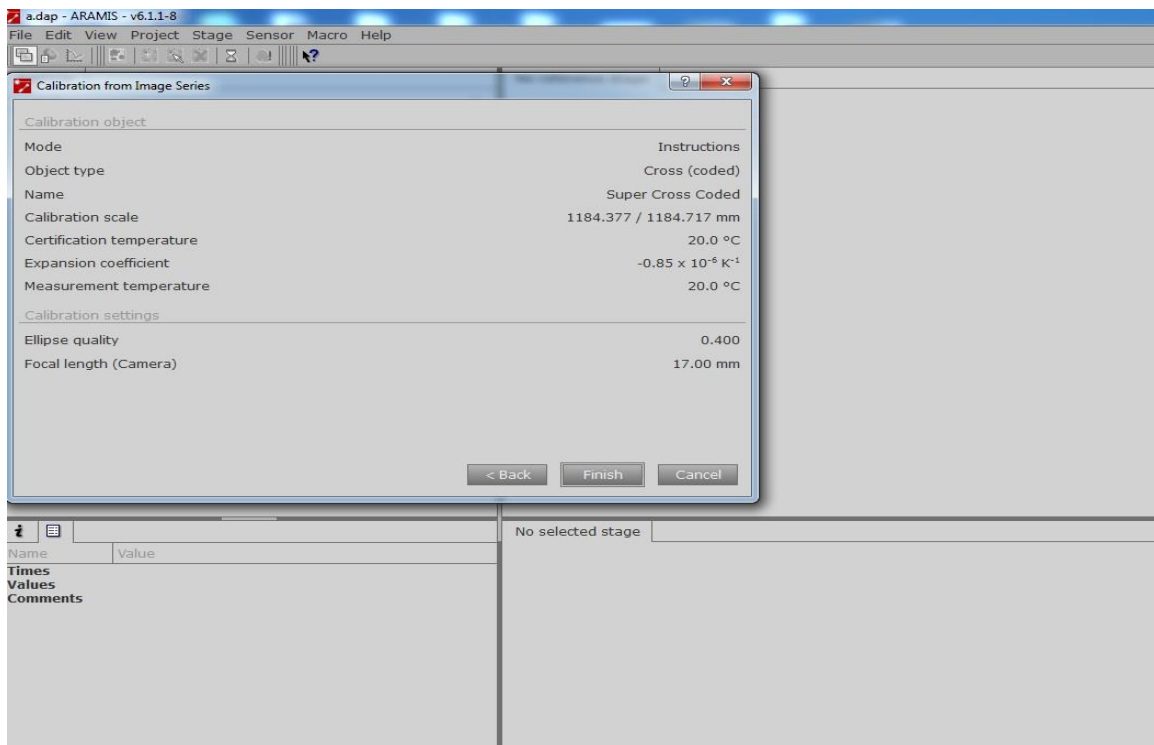 a.dap - ARAMIS - v6.1.1-8
File Edit View Project Stage Sensor Macro Help
Calibration from Image Series
Calibration object
Mode Instructions
Object type Cross (coded)
Name Super Cross Coded
Calibration scale 1184.377 / 1184.717 mm
Certification temperature 20.0 °C
Expansion coefficient -0.85 x 10⁻⁶ K⁻¹
Measurement temperature 20.0 °C
Calibration settings
Ellipse quality 0.400
Focal length (Camera) 17.00 mm
< Back Finish Cancel
No selected stage
Name Value
Times
Values
Comments